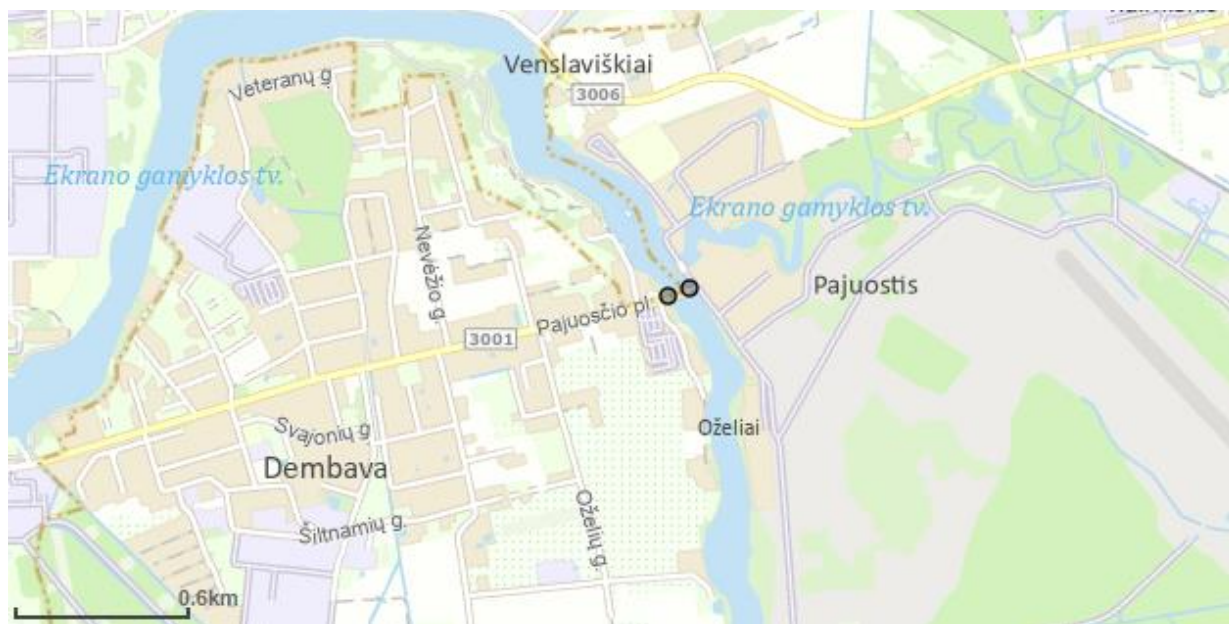 Venslaviškiai
Veteranų g
3006
Ekrano gamyklos tv.
Ekrano gamyklos tv.
Nevėžio g.
Pajuostis
Pajuosčio pl.
3001
Svajonių g
Oželiai
Dembava
Šiltnamių g.
Oželių g.
0.6km